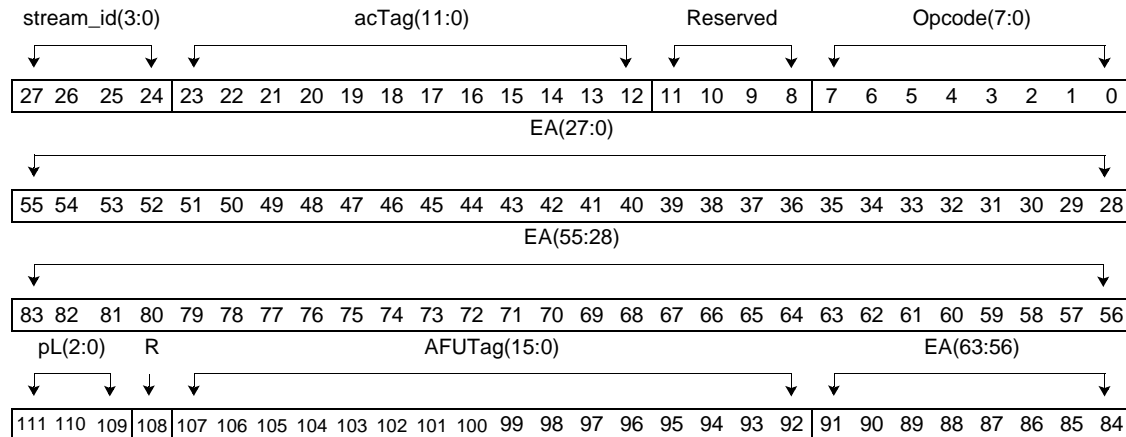 stream_id(3:0) acTag(11:0) Reserved Opcode(7:0)
27 26 25 24 23 22 21 20 19 18 17 16 15 14 13 12 11 10 9 8 7 6 5 4 3 2 1 0
EA(27:0)
55 54 53 52 51 50 49 48 47 46 45 44 43 42 41 40 39 38 37 36 35 34 33 32 31 30 29 28
EA(55:28)
83 82 81 80 79 78 77 76 75 74 73 72 71 70 69 68 67 66 65 64 63 62 61 60 59 58 57 56
pL(2:0) R AFUTag(15:0) EA(63:56)
111 110 109 108 107 106 105 104 103 102 101 100 99 98 97 96 95 94 93 92 91 90 89 88 87 86 85 84